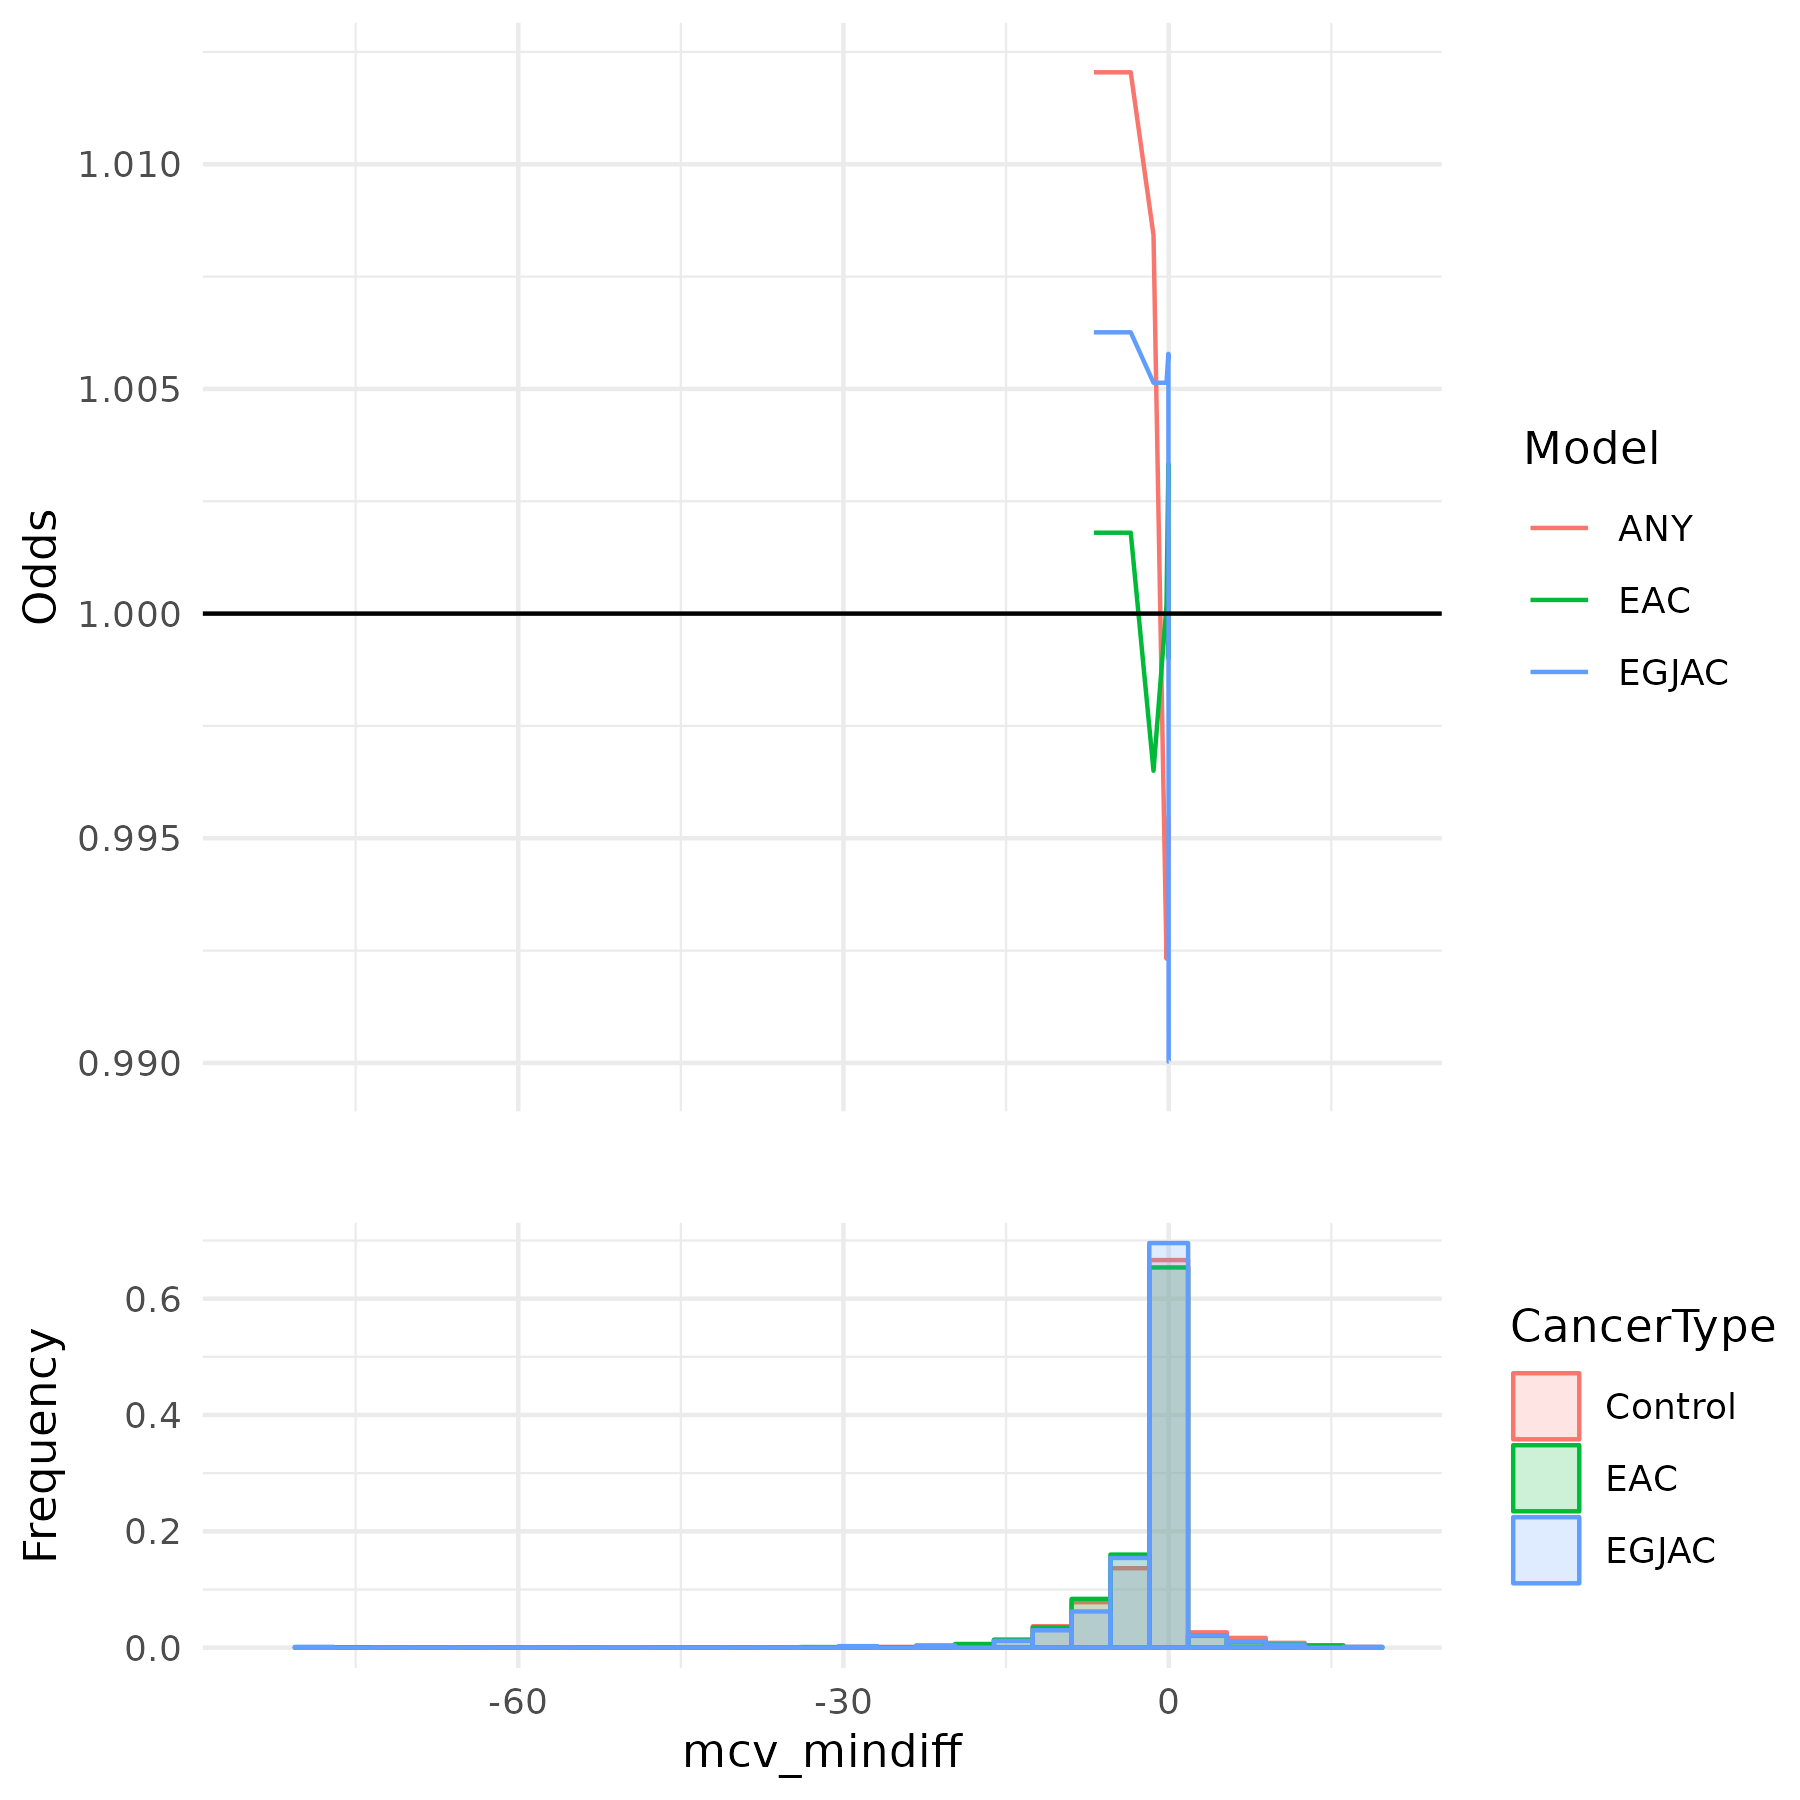 Odds
1.010
1.005
1.000
0.995
0.990
Model
ANY
EAC
EGJAC
Frequency
0.6
0.4
0.2
0.0
-60
-30
0
mcv_mindiff
CancerType
Control
EAC
EGJAC